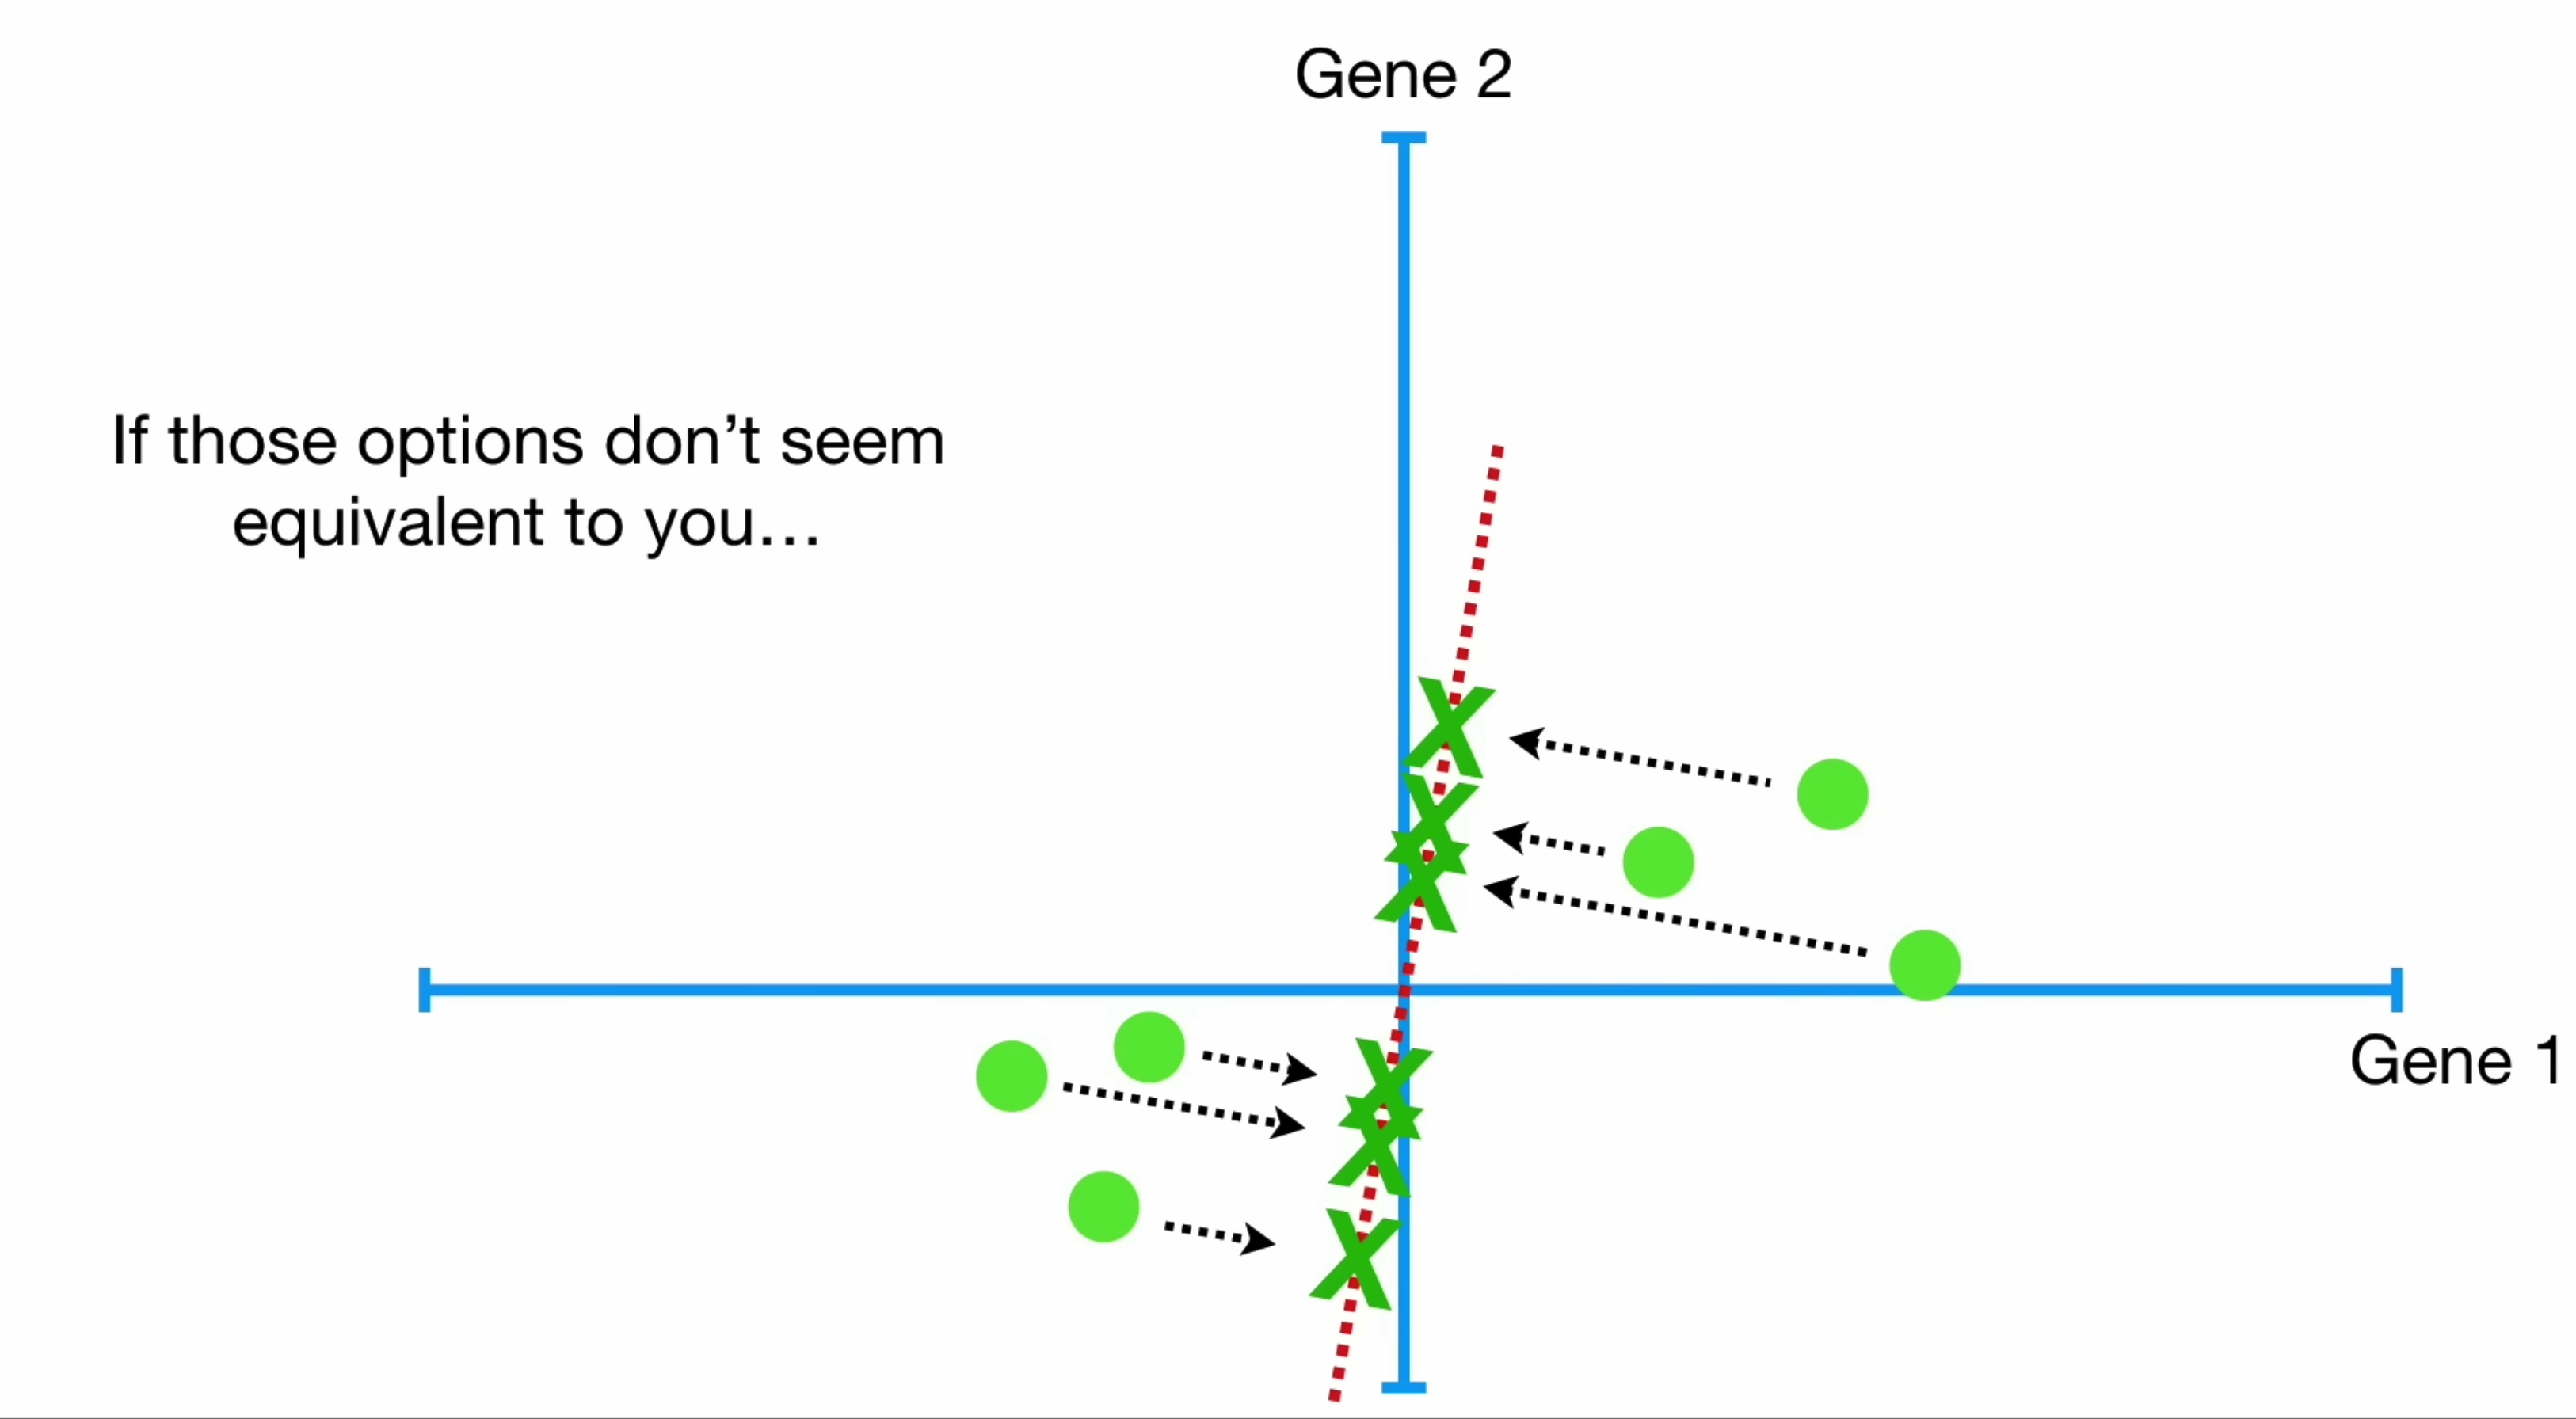 Gene 2
If those options don’t seem
equivalent to you…
Gene 1